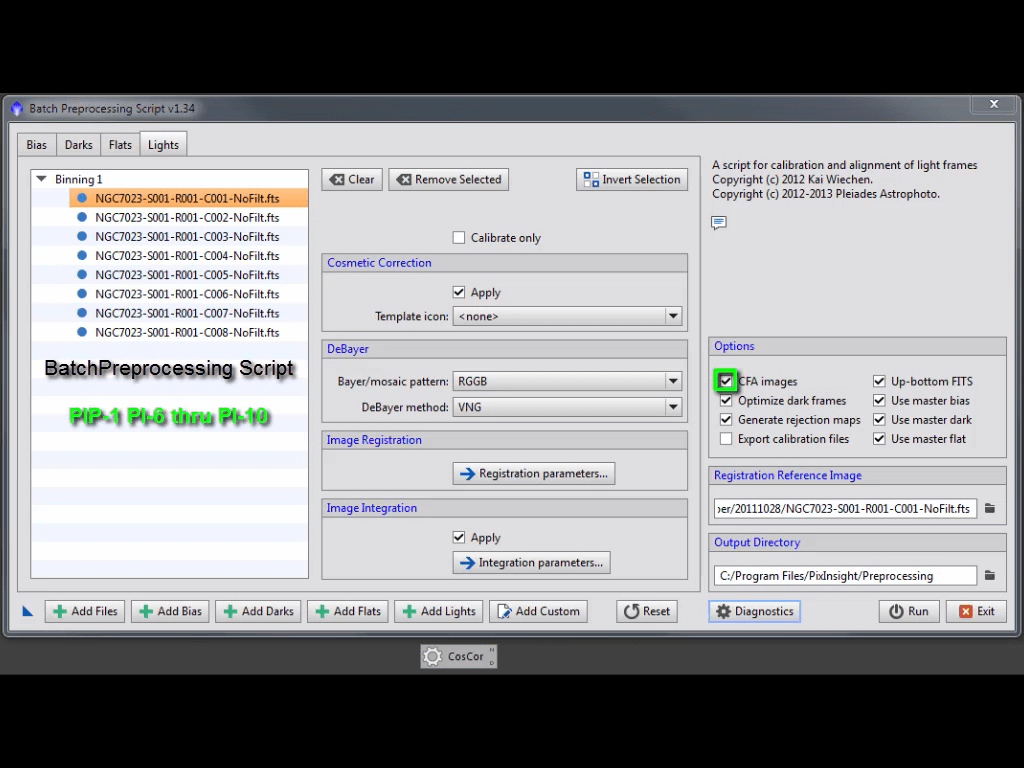 Batch Preprocessing Script v1.34
Bias
Darks
Flats
Lights
Binning 1
NGC7023-S001-R001-C001-NoFilt.fts
NGC7023-S001-R001-C002-NoFilt.fts
NGC7023-S001-R001-C003-NoFilt.fts
NGC7023-S001-R001-C004-NoFilt.fts
NGC7023-S001-R001-C005-NoFilt.fts
NGC7023-S001-R001-C006-NoFilt.fts
NGC7023-S001-R001-C007-NoFilt.fts
NGC7023-S001-R001-C008-NoFilt.fts
BatchPreprocessing Script
PIP-1 PI-6 thru PI-10
Clear
Remove Selected
Invert Selection
Calibrate only
Cosmetic Correction
Apply
Template icon: <none>
DeBayer
Bayer/mosaic pattern: RGGB
DeBayer method: VNG
Image Registration
Registration parameters...
Image Integration
Apply
Integration parameters...
A script for calibration and alignment of light frames
Copyright (c) 2012 Kai Wiechen.
Copyright (c) 2012-2013 Pleiades Astrophoto.
Options
CFA images
Up-bottom FITS
Optimize dark frames
Use master bias
Generate rejection maps
Use master dark
Export calibration files
Use master flat
Registration Reference Image
er/20111028/NGC7023-S001-R001-C001-NoFilt.fts
Output Directory
C:/Program Files/PixInsight/Preprocessing
Add Files
Add Bias
Add Darks
Add Flats
Add Lights
Add Custom
Reset
Diagnostics
Run
Exit
CosCor
N
D